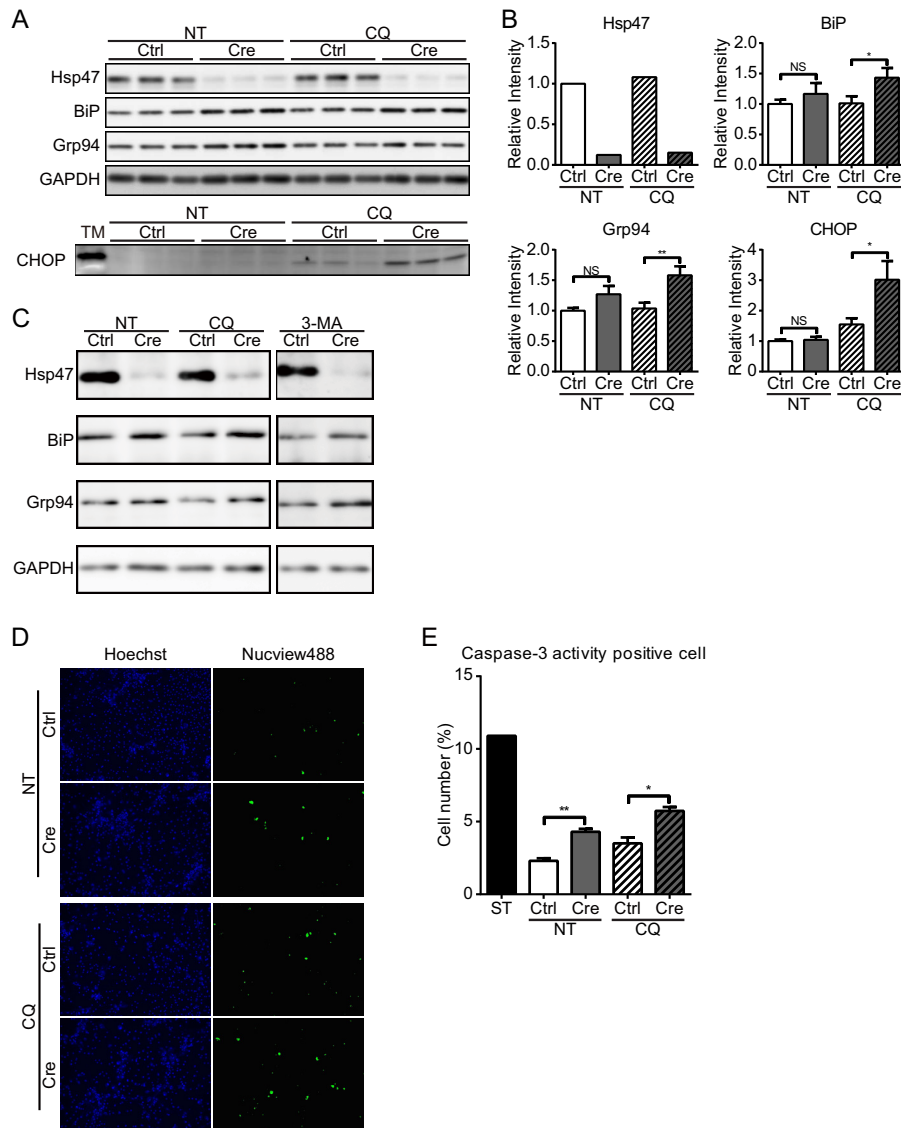 A
NT CQ
Ctrl Cre Ctrl Cre
Hsp47
BiP
Grp94
GAPDH
NT CQ
TM Ctrl Cre Ctrl Cre
CHOP
B
Hsp47
Relative Intensity
1.5
1.0
0.5
0.0
Ctrl Cre Ctrl Cre
NT CQ
BiP
Relative Intensity
2.0
1.5
1.0
0.5
0.0
NS *
Ctrl Cre Ctrl Cre
NT CQ
Grp94
Relative Intensity
2.0
1.5
1.0
0.5
0.0
NS **
Ctrl Cre Ctrl Cre
NT CQ
CHOP
Relative Intensity
4
3
2
1
0
NS *
Ctrl Cre Ctrl Cre
NT CQ
C
NT CQ 3-MA
Ctrl Cre Ctrl Cre Ctrl Cre
Hsp47
BiP
Grp94
GAPDH
D
Hoechst Nucview488
NT
Ctrl
Cre
CQ
Ctrl
Cre
E
Caspase-3 activity positive cell
Cell number (%)
15
10
5
0
** *
ST Ctrl Cre Ctrl Cre
NT CQ